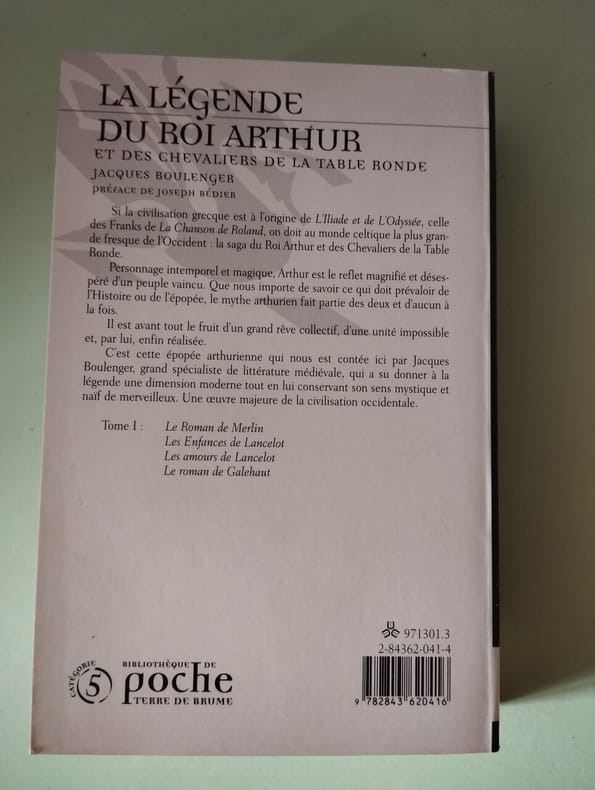 LA LÉGENDE
DU ROI ARTHUR
ET DES CHEVALIERS DE LA TABLE RONDE
JACQUES BOULENGER
PRÉFACE DE JOSEPH BÉDIER
Si la civilisation grecque est à l'origine de L'Iliade et de L'Odyssée, celle
des Franks de La Chanson de Roland, on doit au monde celtique la plus gran-
de fresque de l'Occident : la saga du Roi Arthur et des Chevaliers de la Table
Ronde.
Personnage intemporel et magique, Arthur est le reflet magnifié et déses-
péré d'un peuple vaincu. Que nous importe de savoir ce qui doit prévaloir de
l'Histoire ou de l'épopée, le mythe arthurien fait partie des deux et d'aucun à
la fois.
Il est avant tout le fruit d'un grand rêve collectif, d'une unité impossible
et, par lui, enfin réalisée.
C'est cette épopée arthurienne qui nous est contée ici par Jacques
Boulenger, grand spécialiste de littérature médiévale, qui a su donner à la
légende une dimension moderne tout en lui conservant son sens mystique et
naïf de merveilleux. Une œuvre majeure de la civilisation occidentale.
Tome I : Le Roman de Merlin
Les Enfances de Lancelot
Les amours de Lancelot
Le roman de Galehaut
971301.3
2-84362-041-4
9 782843 620416
CATÉGORIE
5
BIBLIOTHÈQUE DE
poche
TERRE DE BRUME